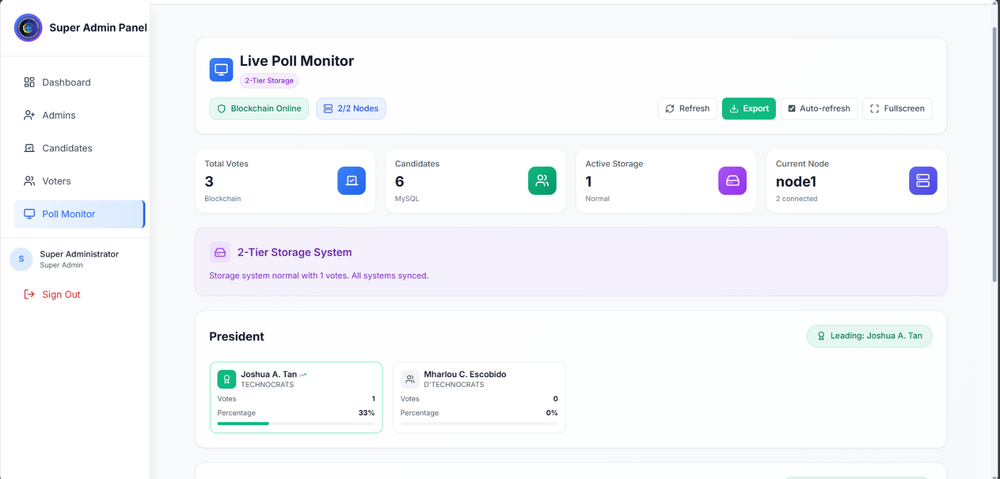 Super Admin Panel
Dashboard
Admins
Candidates
Voters
Poll Monitor
S
Super Administrator
Super Admin
Sign Out
Live Poll Monitor
2-Tier Storage
Blockchain Online
2/2 Nodes
Refresh
Export
Auto-refresh
Fullscreen
Total Votes
3
Blockchain
Candidates
6
MySQL
Active Storage
1
Normal
Current Node
node1
2 connected
2-Tier Storage System
Storage system normal with 1 votes. All systems synced.
President
Leading: Joshua A. Tan
Joshua A. Tan
TECHNOCRATS
Votes 1
Percentage 33%
Mharlou C. Escobido
D'TECHNOCRATS
Votes 0
Percentage 0%